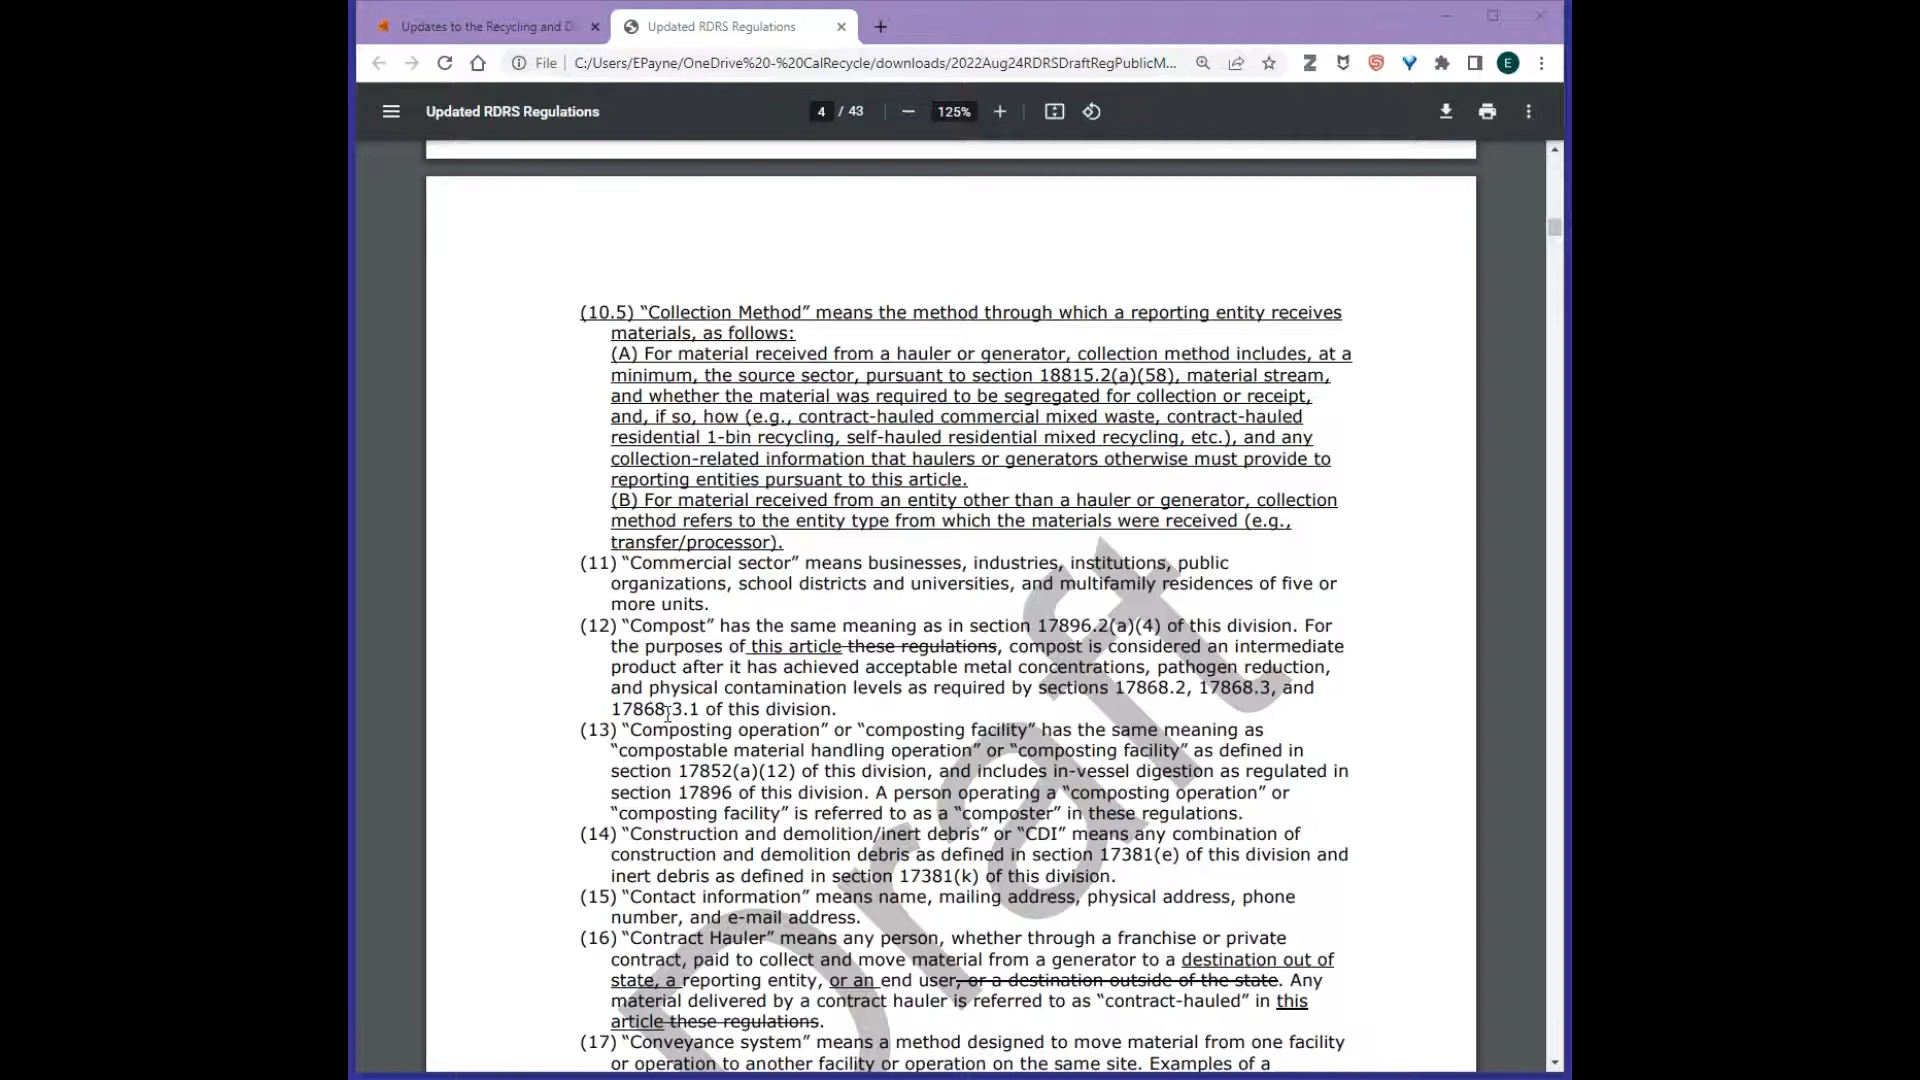 Updates to the Recycling and D
Updated RDRS Regulations
File
C:/Users/EPayne/OneDrive%20-%20CalRecycle/downloads/2022Aug24RDRSDraftRegPublicM...
E
Updated RDRS Regulations
4 / 43
125%
(10.5) “Collection Method” means the method through which a reporting entity receives
materials, as follows:
(A) For material received from a hauler or generator, collection method includes, at a
minimum, the source sector, pursuant to section 18815.2(a)(58), material stream,
and whether the material was required to be segregated for collection or receipt,
and, if so, how (e.g., contract-hauled commercial mixed waste, contract-hauled
residential 1-bin recycling, self-hauled residential mixed recycling, etc.), and any
collection-related information that haulers or generators otherwise must provide to
reporting entities pursuant to this article.
(B) For material received from an entity other than a hauler or generator, collection
method refers to the entity type from which the materials were received (e.g.,
transfer/processor).
(11) “Commercial sector” means businesses, industries, institutions, public
organizations, school districts and universities, and multifamily residences of five or
more units.
(12) “Compost” has the same meaning as in section 17896.2(a)(4) of this division. For
the purposes of this article these regulations, compost is considered an intermediate
product after it has achieved acceptable metal concentrations, pathogen reduction,
and physical contamination levels as required by sections 17868.2, 17868.3, and
17868.3.1 of this division.
(13) “Composting operation” or “composting facility” has the same meaning as
“compostable material handling operation” or “composting facility” as defined in
section 17852(a)(12) of this division, and includes in-vessel digestion as regulated in
section 17896 of this division. A person operating a “composting operation” or
“composting facility” is referred to as a “composter” in these regulations.
(14) “Construction and demolition/inert debris” or “CDI” means any combination of
construction and demolition debris as defined in section 17381(e) of this division and
inert debris as defined in section 17381(k) of this division.
(15) “Contact information” means name, mailing address, physical address, phone
number, and e-mail address.
(16) “Contract Hauler” means any person, whether through a franchise or private
contract, paid to collect and move material from a generator to a destination out of
state, a reporting entity, or an end user, or a destination outside of the state. Any
material delivered by a contract hauler is referred to as “contract-hauled” in this
article these regulations.
(17) “Conveyance system” means a method designed to move material from one facility
or operation to another facility or operation on the same site. Examples of a
Draft